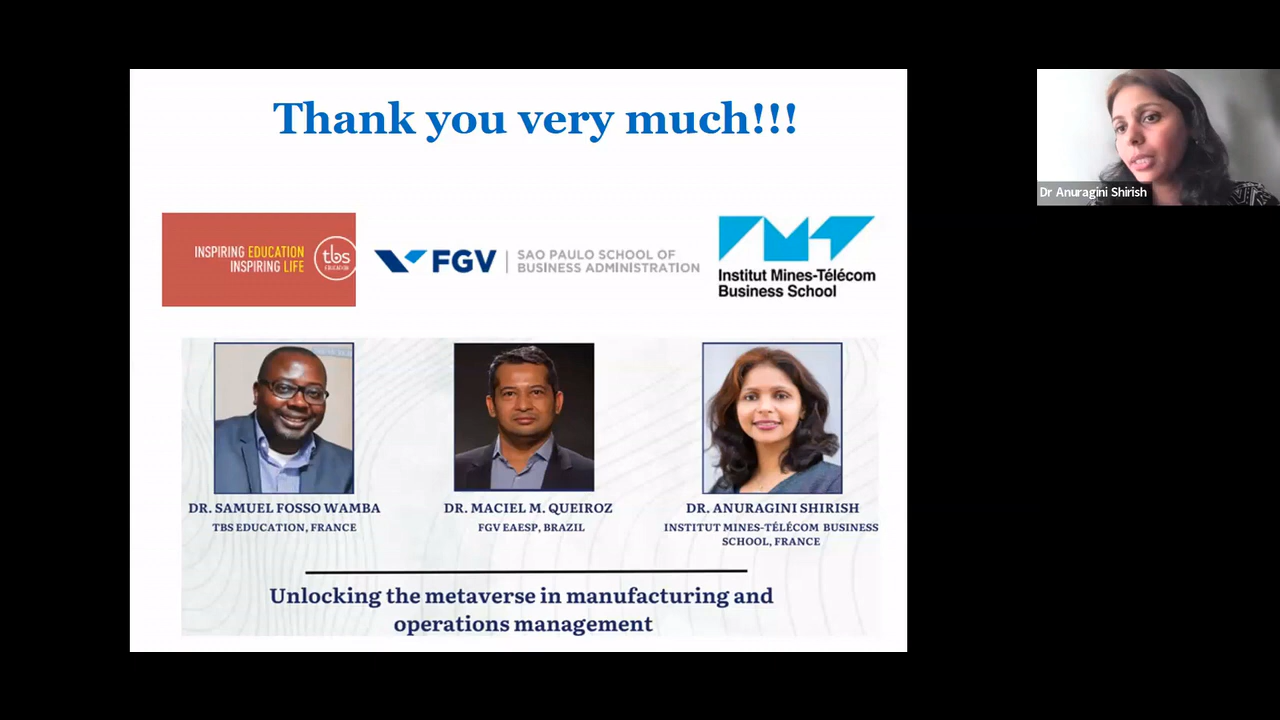 Thank you very much!!!
INSPIRING EDUCATION
INSPIRING LIFE
tbs
EDUCATION
FGV
SAO PAULO SCHOOL OF
BUSINESS ADMINISTRATION
Institut Mines-Télécom
Business School
Dr Anuragini Shirish
DR. SAMUEL FOSSO WAMBA
TBS EDUCATION, FRANCE
DR. MACIEL M. QUEIROZ
FGV EAESP, BRAZIL
DR. ANURAGINI SHIRISH
INSTITUT MINES-TÉLÉCOM BUSINESS
SCHOOL, FRANCE
Unlocking the metaverse in manufacturing and
operations management